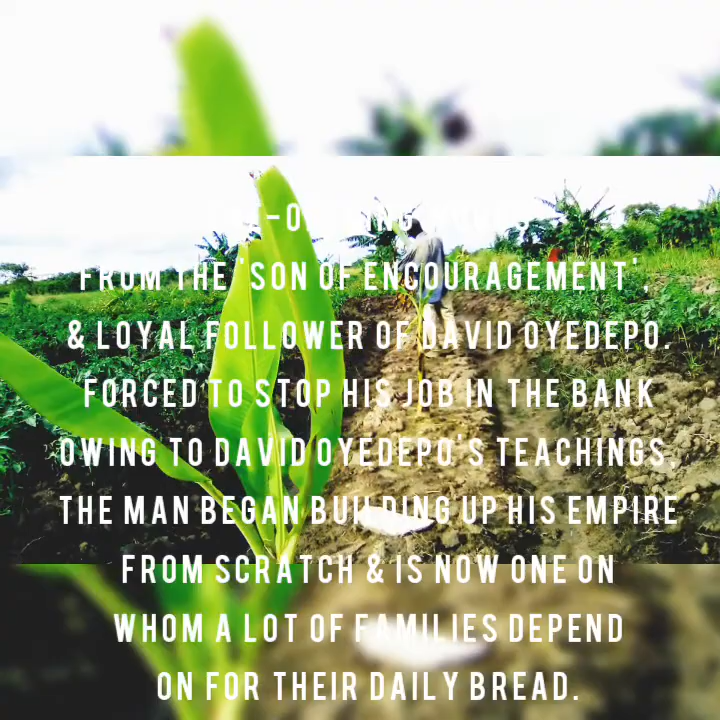 FROM THE 'SON OF ENCOURAGEMENT',
& LOYAL FOLLOWER OF DAVID OYEDEPO.
FORCED TO STOP HIS JOB IN THE BANK
OWING TO DAVID OYEDEPO'S TEACHINGS,
THE MAN BEGAN BUILDING UP HIS EMPIRE
FROM SCRATCH & IS NOW ONE ON
WHOM A LOT OF FAMILIES DEPEND
ON FOR THEIR DAILY BREAD.